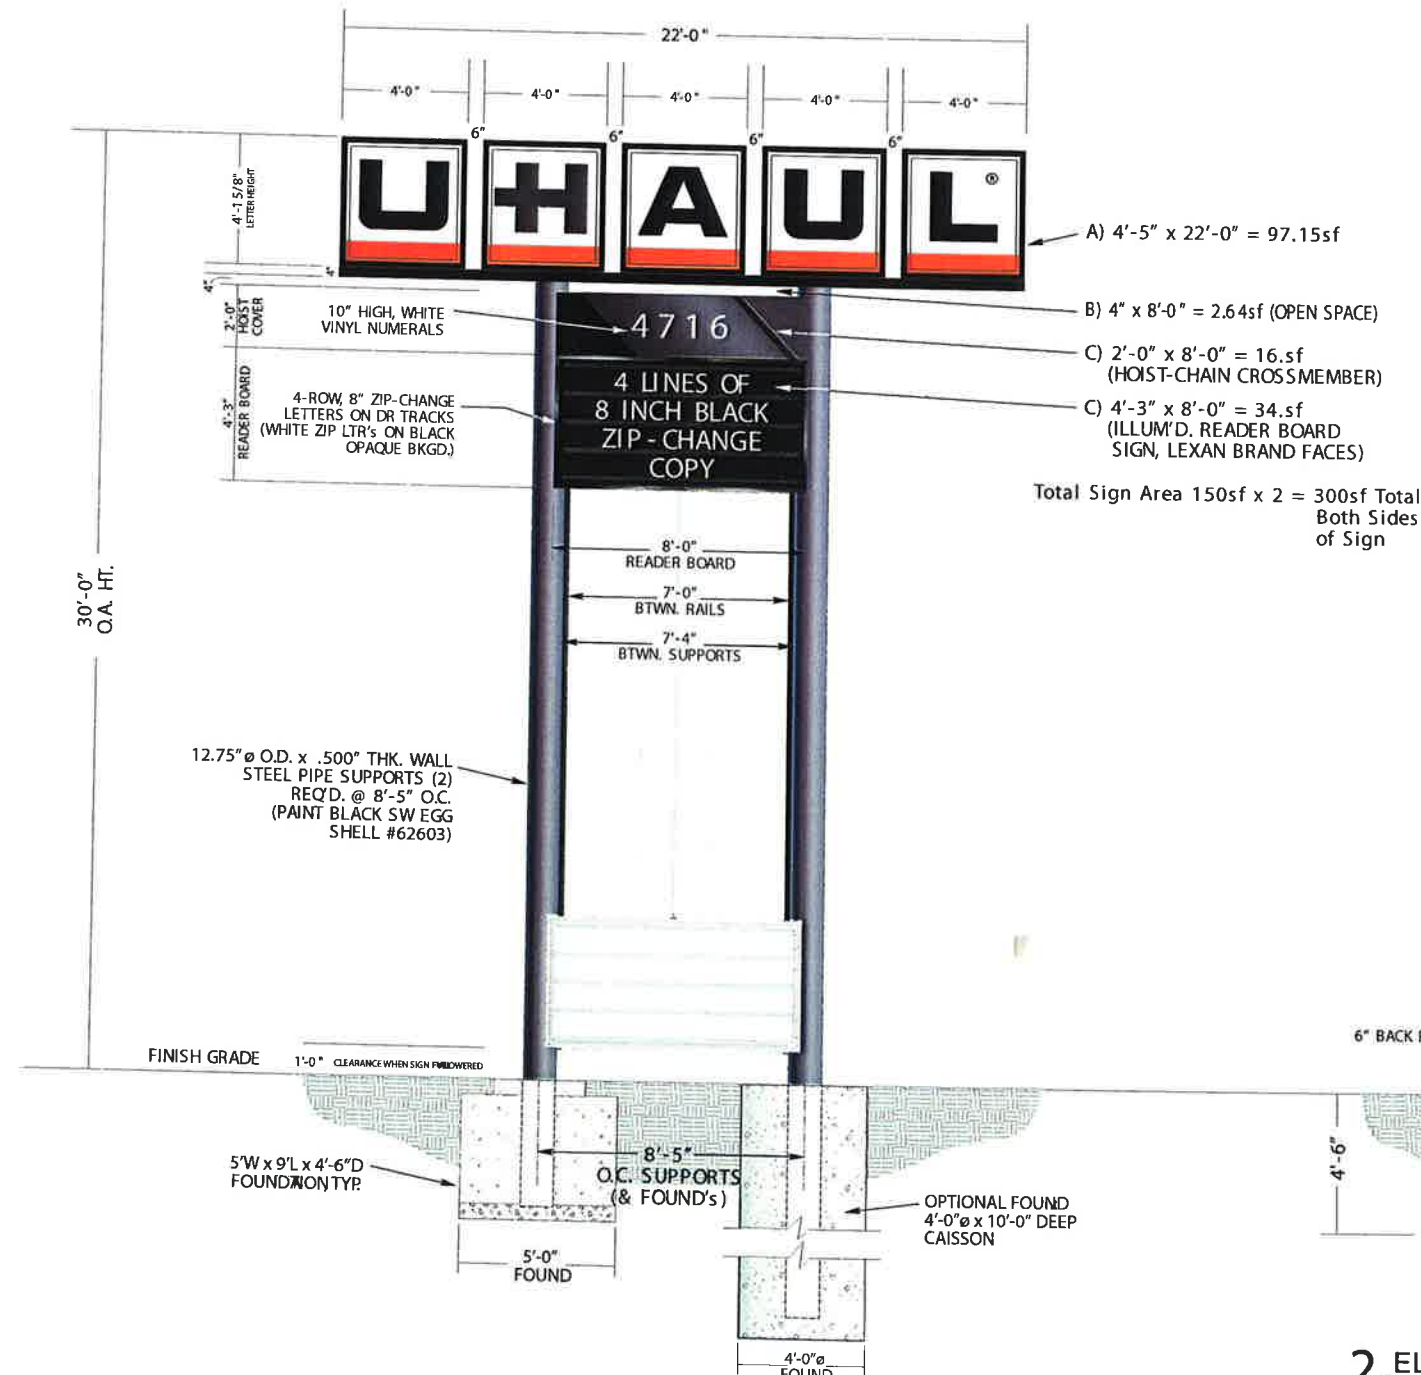 22'-0"
4'-0"
4'-0"
4'-0"
4'-0"
4'-0"
6"
6"
6"
6"
UHAUL®
4'-1 5/8"
LETTER HEIGHT
4"
4"
2'-0"
HOIST
COVER
4'-3"
READER BOARD
30'-0"
O.A. HT.
A) 4'-5" x 22'-0" = 97.15sf
B) 4" x 8'-0" = 2.64sf (OPEN SPACE)
C) 2'-0" x 8'-0" = 16.sf
(HOIST-CHAIN CROSSMEMBER)
C) 4'-3" x 8'-0" = 34.sf
(ILLUM'D. READER BOARD
SIGN, LEXAN BRAND FACES)
Total Sign Area 150sf x 2 = 300sf Total
Both Sides
of Sign
10" HIGH, WHITE
VINYL NUMERALS
4716
4-ROW, 8" ZIP-CHANGE
LETTERS ON DR TRACKS
(WHITE ZIP LTR's ON BLACK
OPAQUE BKGD.)
4 LINES OF
8 INCH BLACK
ZIP-CHANGE
COPY
8'-0"
READER BOARD
7'-0"
BTWN. RAILS
7'-4"
BTWN. SUPPORTS
12.75"ø O.D. x .500" THK. WALL
STEEL PIPE SUPPORTS (2)
REQ'D. @ 8'-5" O.C.
(PAINT BLACK SW EGG
SHELL #62603)
6" BACK
FINISH GRADE
1'-0" CLEARANCE WHEN SIGN
5'W x 9'L x 4'-6"D
TYP.
8'-5"
O.C. SUPPORTS
(& FOUND's)
OPTIONAL FOUND
4'-0"ø x 10'-0" DEEP
CAISSON
4'-6"
5'-0"
FOUND
4'-0"ø
FOUND
2